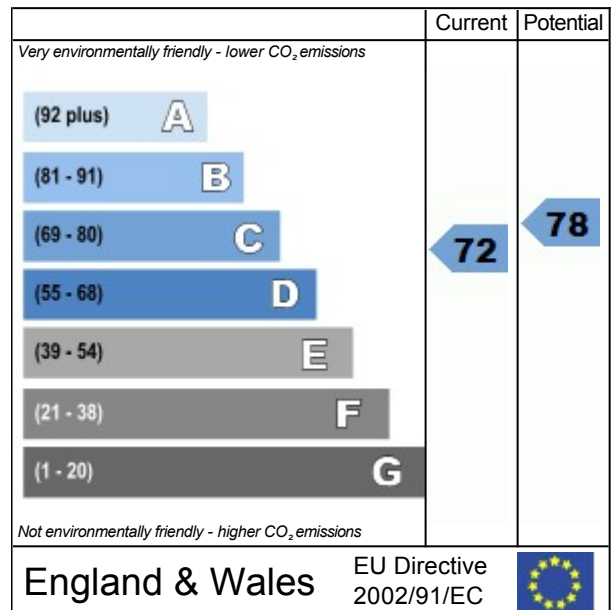 Current Potential
Very environmentally friendly - lower CO₂ emissions
(92 plus) A
(81 - 91) B
(69 - 80) C
72
78
(55 - 68) D
(39 - 54) E
(21 - 38) F
(1 - 20) G
Not environmentally friendly - higher CO₂ emissions
England & Wales
EU Directive
2002/91/EC